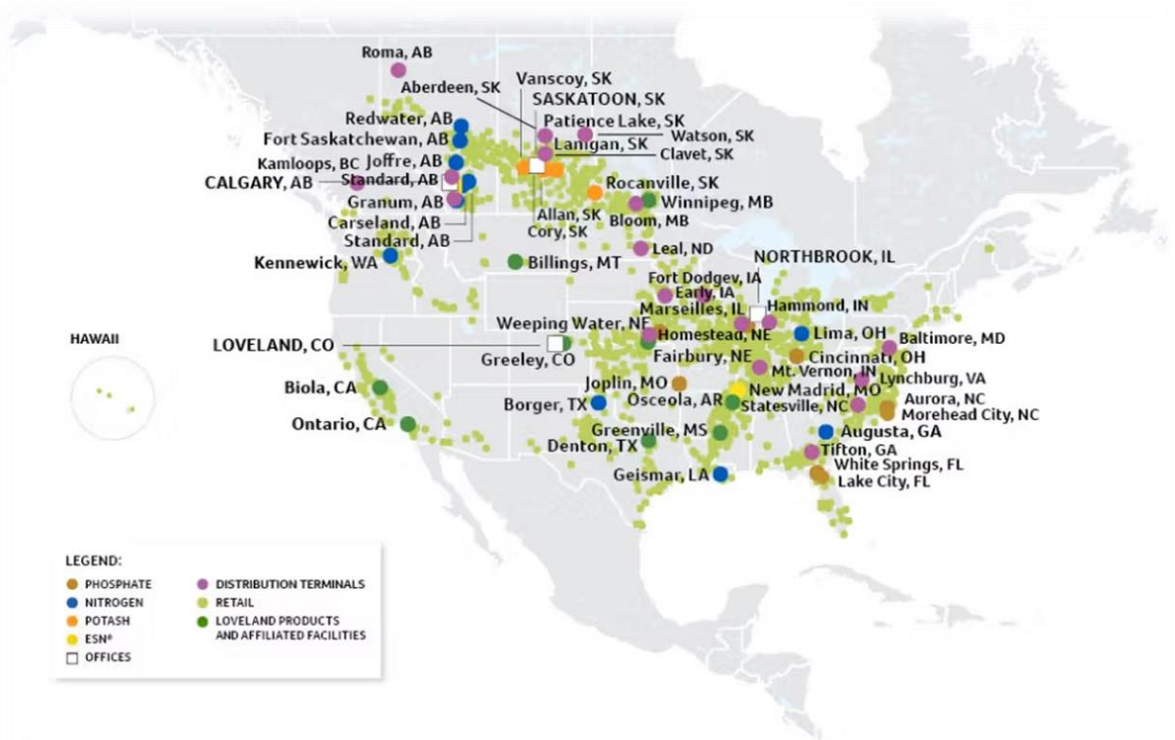 Roma, AB
Vanscoy, SK
Aberdeen, SK
SASKATOON, SK
Redwater, AB
Patience Lake, SK
Watson, SK
Fort Saskatchewan, AB
Lanigan, SK
Clavet, SK
Kamloops, BC
Joffre, AB
CALGARY, AB
Standard, AB
Rocanville, SK
Granum, AB
Winnipeg, MB
Allan, SK
Bloom, MB
Carseland, AB
Cory, SK
Standard, AB
Leal, ND
Kennewick, WA
Billings, MT
NORTHBROOK, IL
Fort Dodgev, IA
Early, IA
Marseilles, IL
Hammond, IN
Weeping Water, NE
Homestead, NE
Lima, OH
HAWAII
LOVELAND, CO
Baltimore, MD
Greeley, CO
Fairbury, NE
Cincinnati, OH
Mt. Vernon, IN
Joplin, MO
Lynchburg, VA
Biola, CA
New Madrid, MO
Borger, TX
Osceola, AR
Statesville, NC
Aurora, NC
Morehead City, NC
Ontario, CA
Greenville, MS
Augusta, GA
Denton, TX
Tifton, GA
Geismar, LA
White Springs, FL
Lake City, FL
LEGEND:
PHOSPHATE
NITROGEN
POTASH
ESN®
OFFICES
DISTRIBUTION TERMINALS
RETAIL
LOVELAND PRODUCTS
AND AFFILIATED FACILITIES